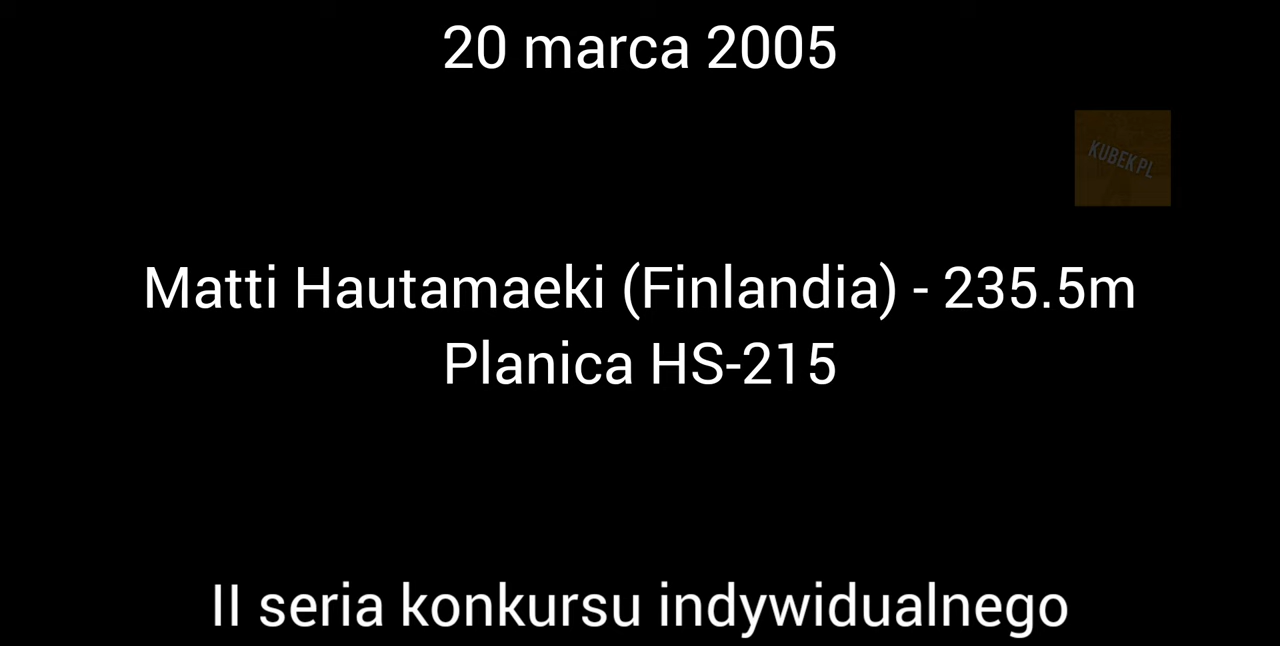 20 marca 2005
KUBEK.PL
Matti Hautamaeki (Finlandia) - 235.5m
Planica HS-215
II seria konkursu indywidualnego